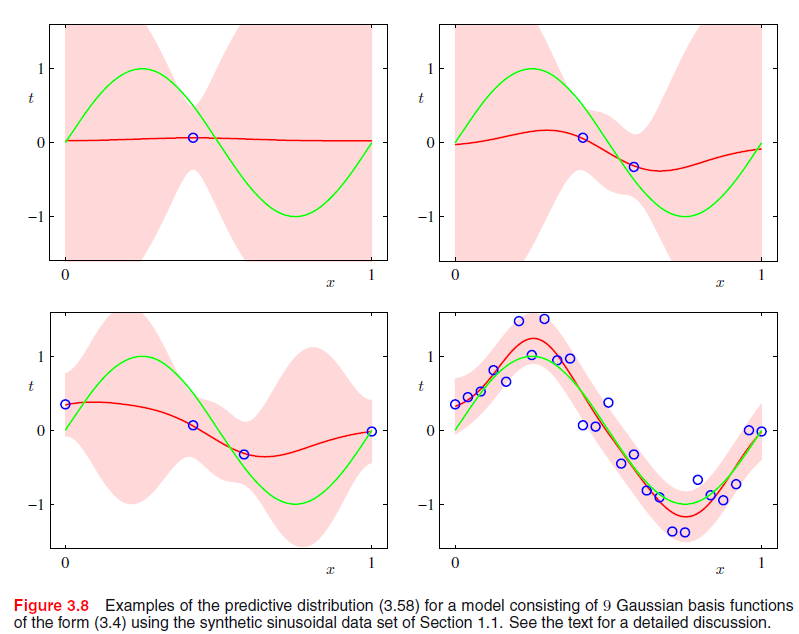 1
t
0
−1
0
x
1
1
t
0
−1
0
x
1
1
t
0
−1
0
x
1
1
t
0
−1
0
x
1
Figure 3.8 Examples of the predictive distribution (3.58) for a model consisting of 9 Gaussian basis functions
of the form (3.4) using the synthetic sinusoidal data set of Section 1.1. See the text for a detailed discussion.